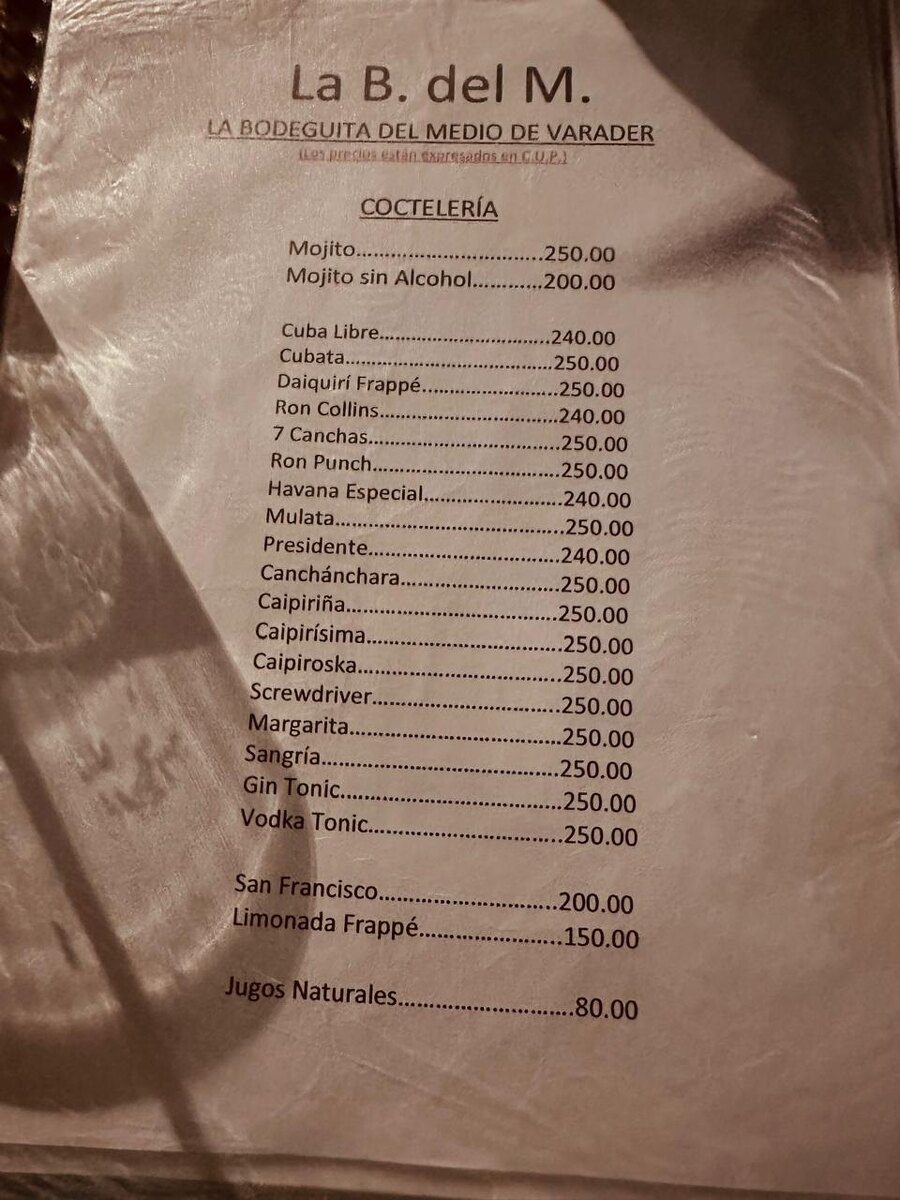 La B. del M.
LA BODEGUITA DEL MEDIO DE VARADER
(Los precios están expresados en C.U.P.)
COCTELERÍA
Mojito................................250.00
Mojito sin Alcohol............200.00
Cuba Libre..............................240.00
Cubata....................................250.00
Daiquirí Frappé........................250.00
Ron Collins...............................240.00
7 Canchas.................................250.00
Ron Punch................................250.00
Havana Especial........................240.00
Mulata.......................................250.00
Presidente.................................240.00
Canchánchara...........................250.00
Caipiriña....................................250.00
Caipirísima.................................250.00
Caipiroska..................................250.00
Screwdriver...............................250.00
Margarita...................................250.00
Sangría.......................................250.00
Gin Tonic....................................250.00
Vodka Tonic...............................250.00
San Francisco............................200.00
Limonada Frappé......................150.00
Jugos Naturales...........................80.00